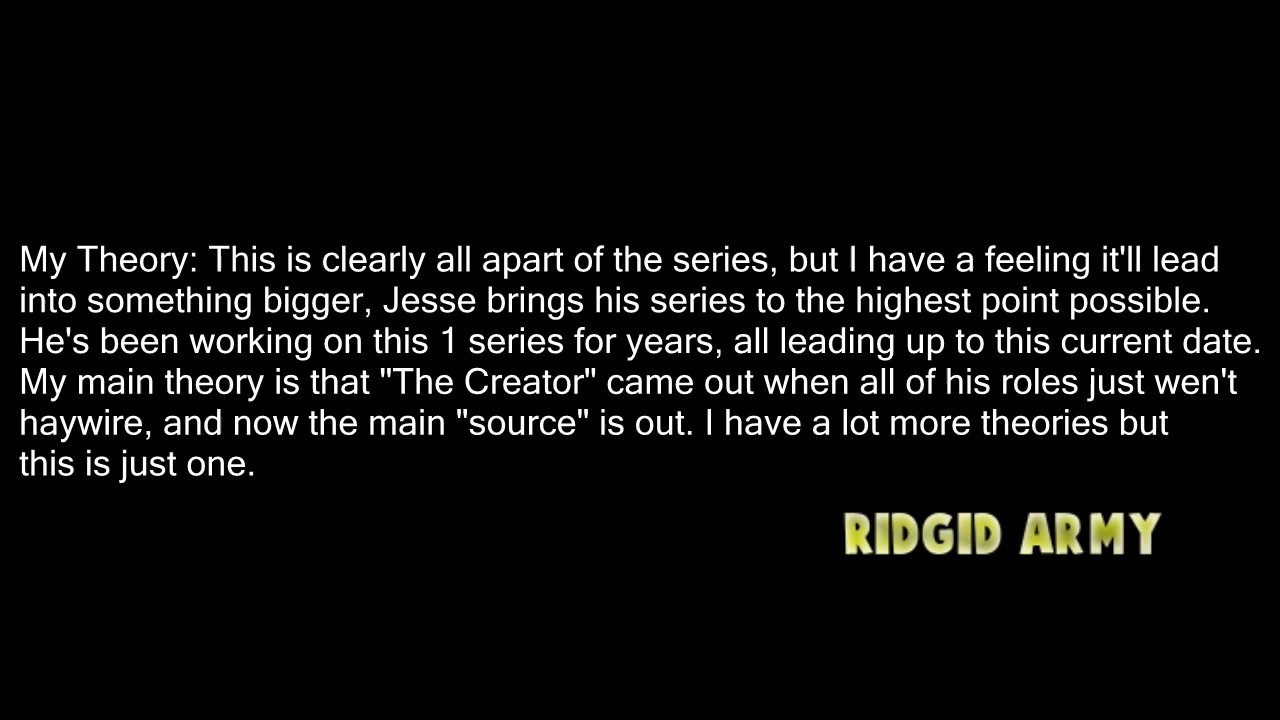 My Theory: This is clearly all apart of the series, but I have a feeling it'll lead
into something bigger, Jesse brings his series to the highest point possible.
He's been working on this 1 series for years, all leading up to this current date.
My main theory is that "The Creator" came out when all of his roles just wen't
haywire, and now the main "source" is out. I have a lot more theories but
this is just one.
RIDGID ARMY